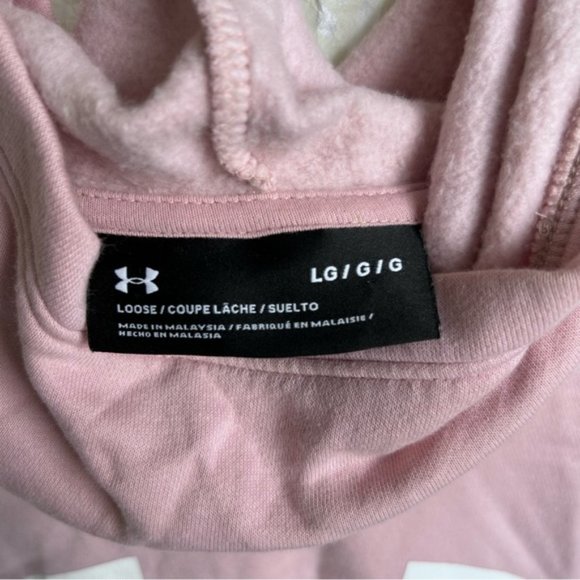 LG / G / G
LOOSE / COUPE LÂCHE / SUELTO
MADE IN MALAYSIA / FABRIQUÉ EN MALAISIE /
HECHO EN MALASIA